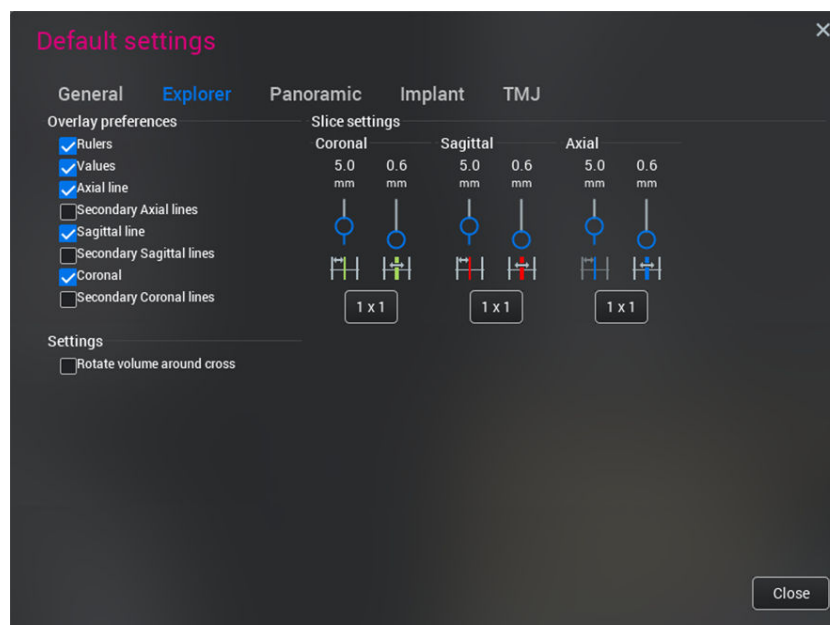 Default settings
General Explorer Panoramic Implant TMJ
Overlay preferences
Rulers
Values
Axial line
Secondary Axial lines
Sagittal line
Secondary Sagittal lines
Coronal
Secondary Coronal lines
Settings
Rotate volume around cross
Slice settings
Coronal Sagittal Axial
5.0 0.6 5.0 0.6 5.0 0.6
mm mm mm mm mm mm
1 x 1 1 x 1 1 x 1
Close